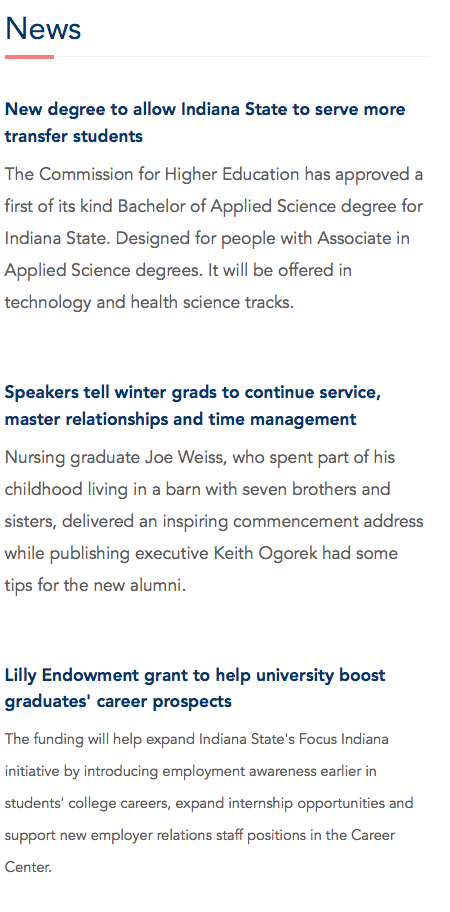 News
New degree to allow Indiana State to serve more
transfer students
The Commission for Higher Education has approved a
first of its kind Bachelor of Applied Science degree for
Indiana State. Designed for people with Associate in
Applied Science degrees. It will be offered in
technology and health science tracks.
Speakers tell winter grads to continue service,
master relationships and time management
Nursing graduate Joe Weiss, who spent part of his
childhood living in a barn with seven brothers and
sisters, delivered an inspiring commencement address
while publishing executive Keith Ogorek had some
tips for the new alumni.
Lilly Endowment grant to help university boost
graduates' career prospects
The funding will help expand Indiana State's Focus Indiana
initiative by introducing employment awareness earlier in
students' college careers, expand internship opportunities and
support new employer relations staff positions in the Career
Center.